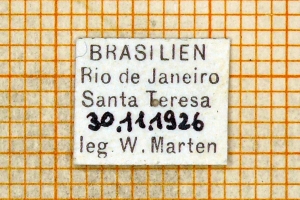 BRASILIEN
Rio de Janeiro
Santa Teresa
30.11.1926
leg. W. Marten